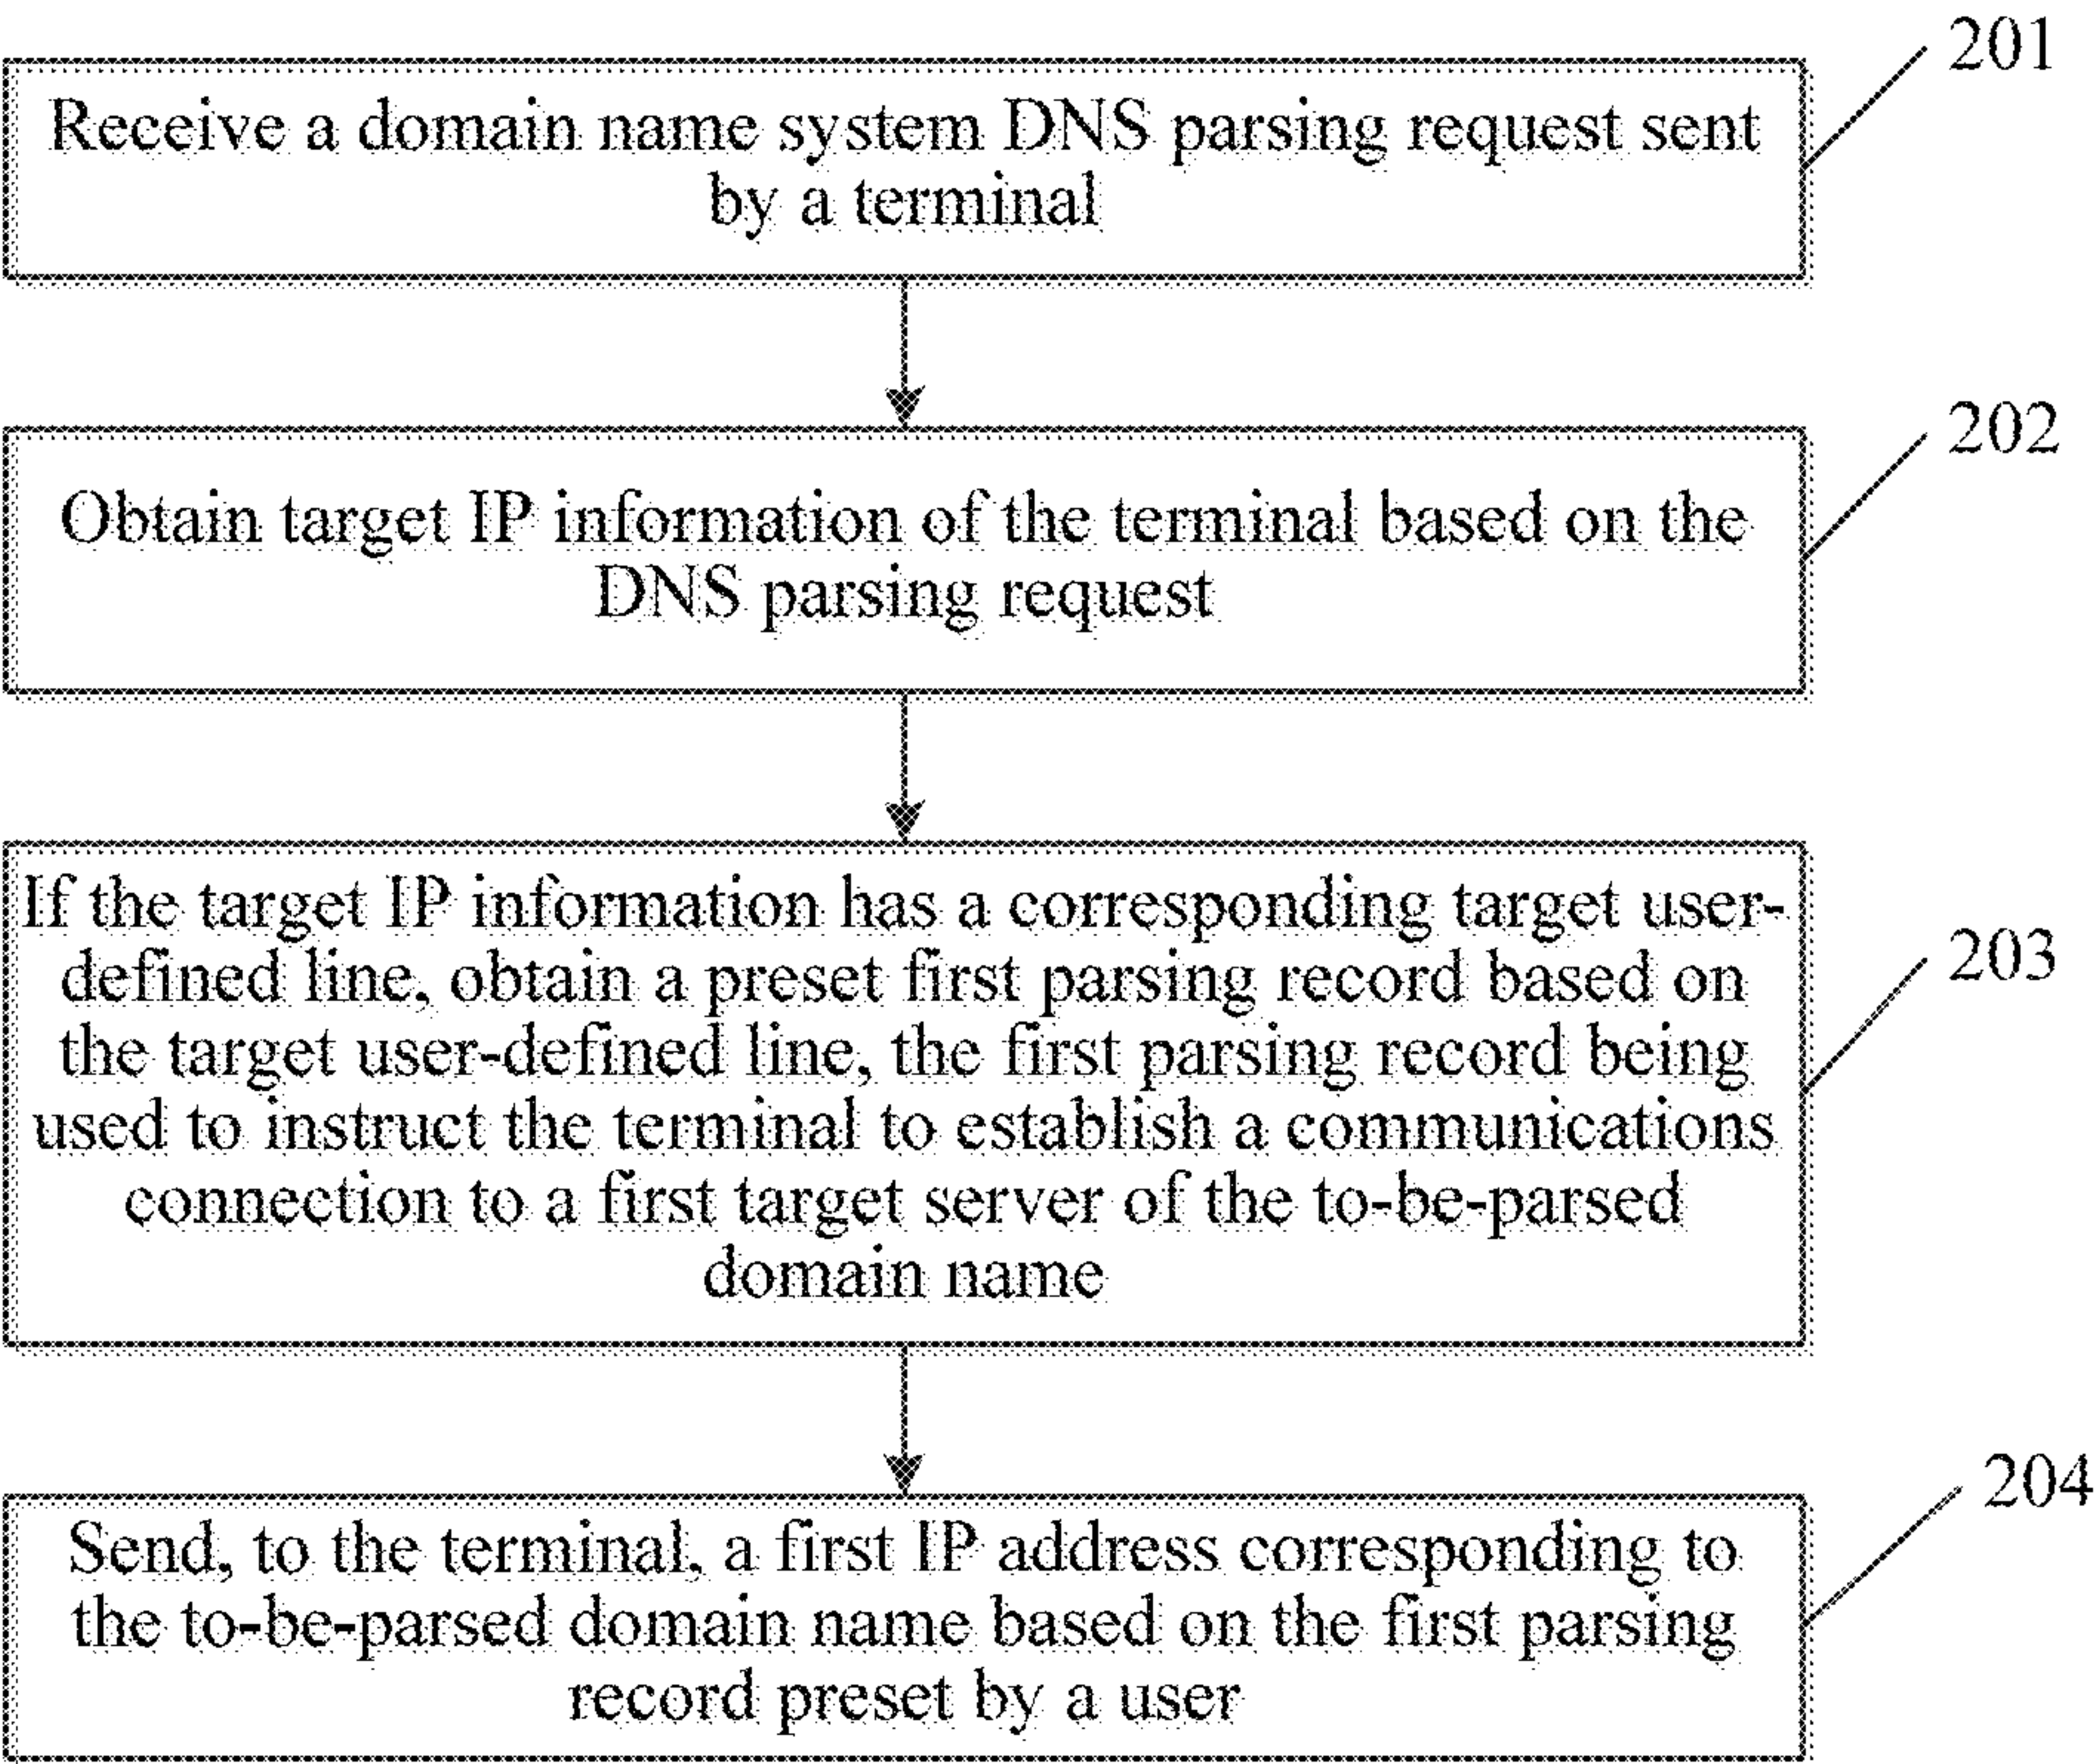 201
Receive a domain name system DNS parsing request sent
by a terminal
202
Obtain target IP information of the terminal based on the
DNS parsing request
203
If the target IP information has a corresponding target user-
defined line, obtain a preset first parsing record based on
the target user-defined line, the first parsing record being
used to instruct the terminal to establish a communications
connection to a first target server of the to-be-parsed
domain name
204
Send, to the terminal, a first IP address corresponding to
the to-be-parsed domain name based on the first parsing
record preset by a user